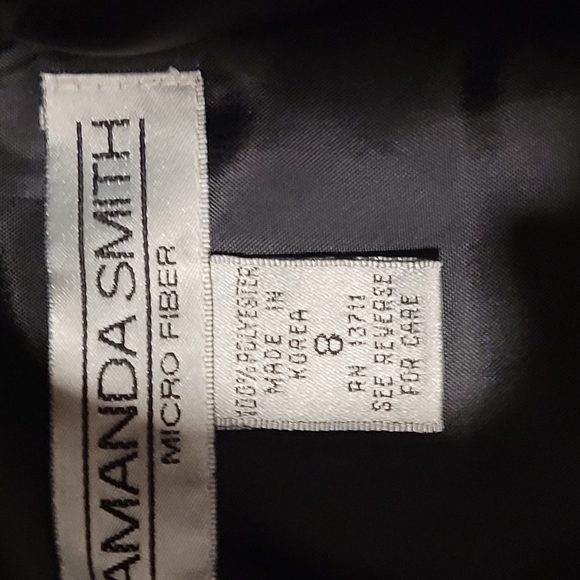 AMANDA SMITH
MICRO FIBER
100% POLYESTER
MADE IN
KOREA
8
RN 13711
SEE REVERSE
FOR CARE